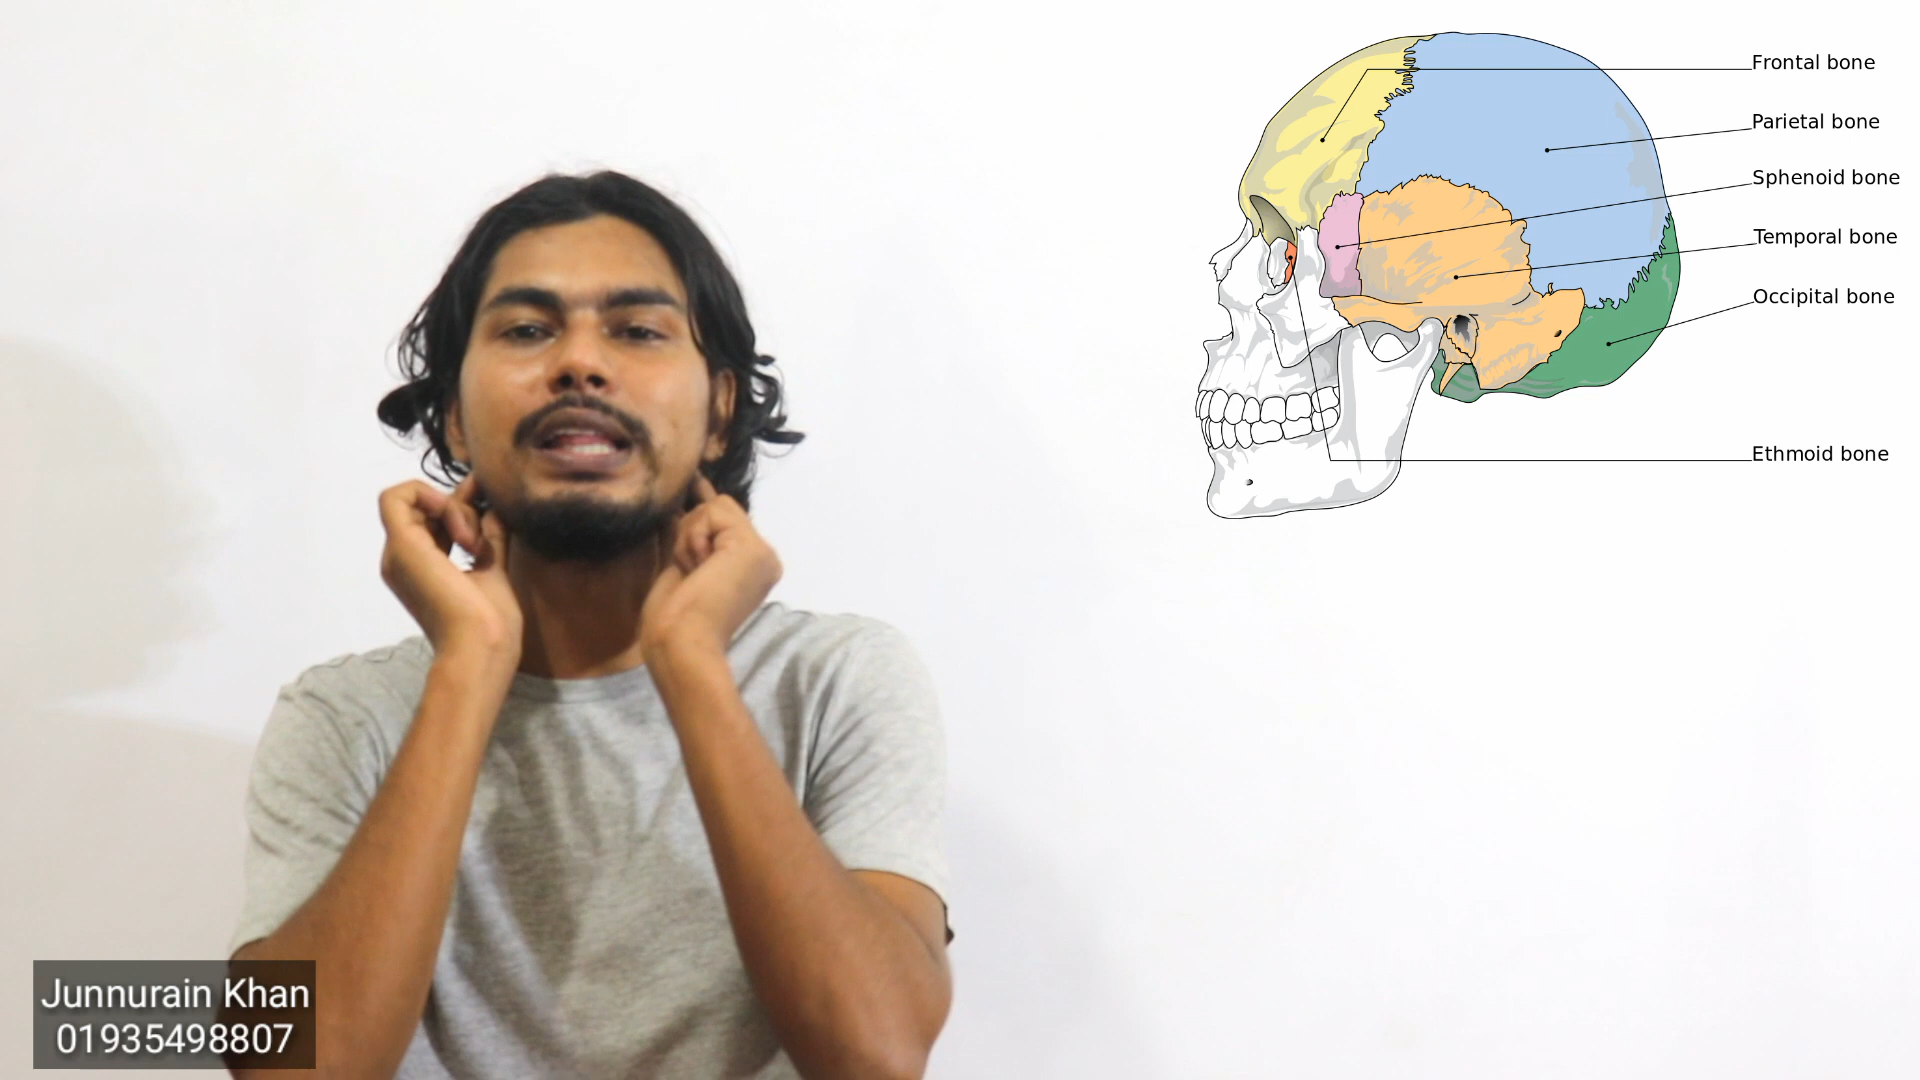 Frontal bone
Parietal bone
Sphenoid bone
Temporal bone
Occipital bone
Ethmoid bone
Junnurain Khan
01935498807